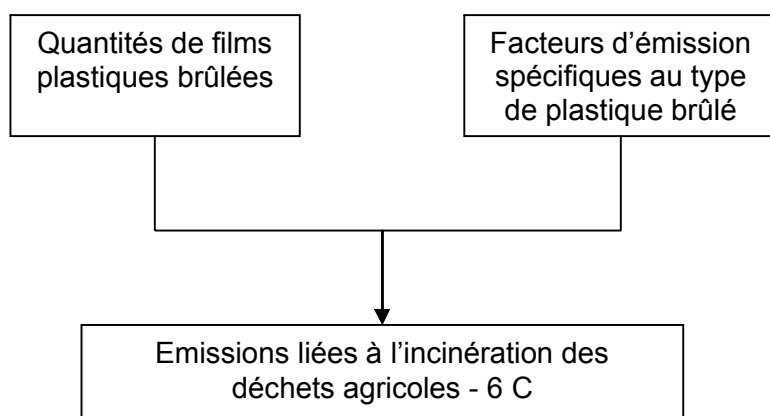 Quantités de films
plastiques brûlées
Facteurs d’émission
spécifiques au type
de plastique brûlé
Emissions liées à l’incinération des
déchets agricoles - 6 C